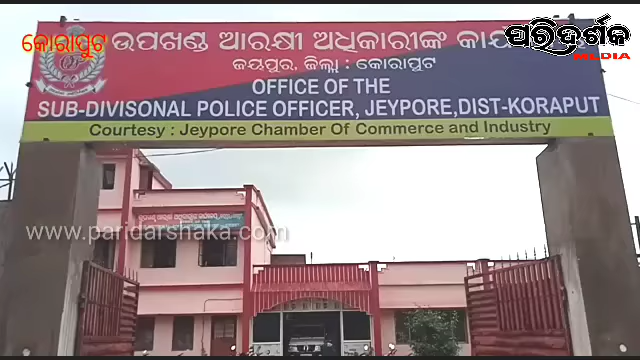 କୋରାପୁଟ
ପରିଦର୍ଶକ
MEDIA
ଉପଖଣ୍ଡ ଆରକ୍ଷୀ ଅଧିକାରୀଙ୍କ
ଜୟପୁର, ଜିଲ୍ଲା : କୋରାପୁଟ
OFFICE OF THE
SUB-DIVISONAL POLICE OFFICER, JEYPORE,DIST-KORAPUT
Courtesy : Jeypore Chamber Of Commerce and Industry
www.paridarshaka.com